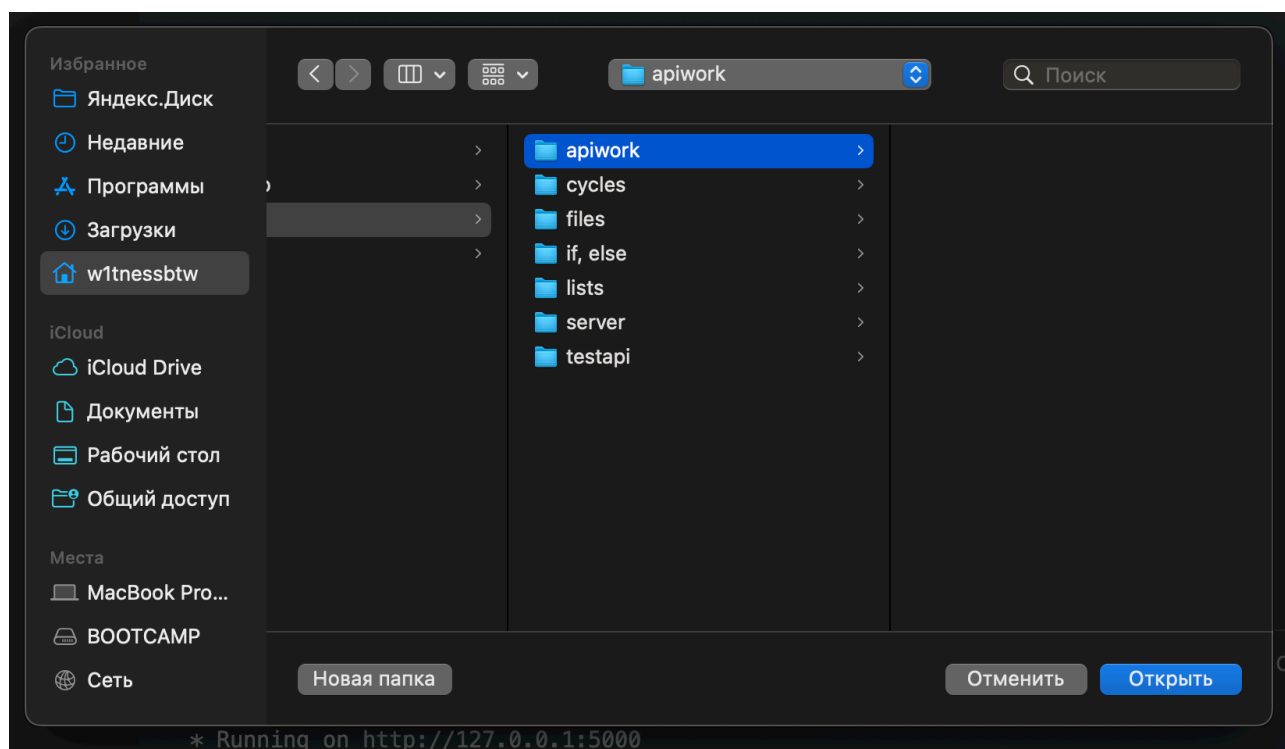 Избранное
Яндекс.Диск
Недавние
Программы
Загрузки
w1tnessbtw
iCloud
iCloud Drive
Документы
Рабочий стол
Общий доступ
Места
MacBook Pro...
BOOTCAMP
Сеть
apiwork
Поиск
apiwork
cycles
files
if, else
lists
server
testapi
Новая папка
Отменить
Открыть
* Running on http://127.0.0.1:5000